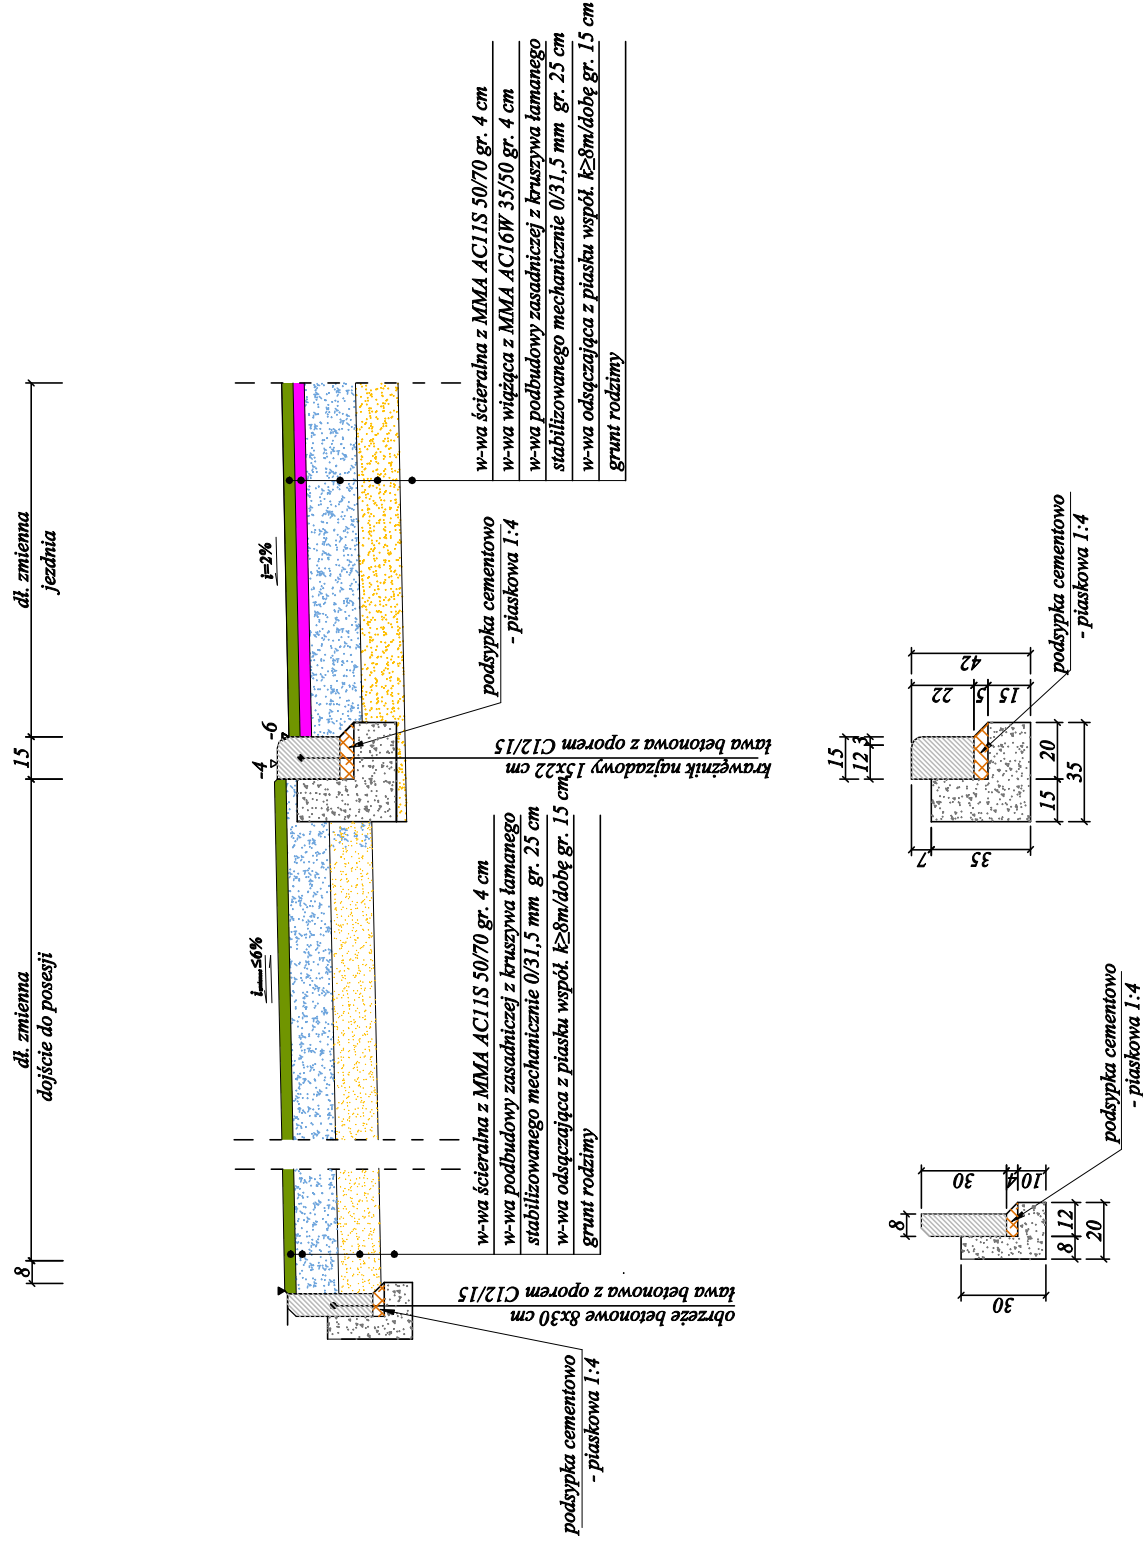 dł. zmienna
dojście do posesji
8
15
dł. zmienna
jezdnia
≤6%
-4
-6
i=2%
w-wa ścieralna z MMA AC11S 50/70 gr. 4 cm
w-wa podbudowy zasadniczej z kruszywa łamanego
stabilizowanego mechanicznie 0/31,5 mm gr. 25 cm
w-wa odsączająca z piasku współ. k≥8m/dobę gr. 15 cm
grunt rodzimy
w-wa ścieralna z MMA AC11S 50/70 gr. 4 cm
w-wa wiążąca z MMA AC16W 35/50 gr. 4 cm
w-wa podbudowy zasadniczej z kruszywa łamanego
stabilizowanego mechanicznie 0/31,5 mm gr. 25 cm
w-wa odsączająca z piasku współ. k≥8m/dobę gr. 15 cm
grunt rodzimy
podsypka cementowo
- piaskowa 1:4
ława betonowa z oporem C12/15
obrzeże betonowe 8x30 cm
ława betonowa z oporem C12/15
krawężnik najzadowy 15x22 cm
podsypka cementowo
- piaskowa 1:4
8
30
4
10
30
8
12
20
podsypka cementowo
- piaskowa 1:4
15
12
3
22
5
15
42
7
35
15
20
35
podsypka cementowo
- piaskowa 1:4